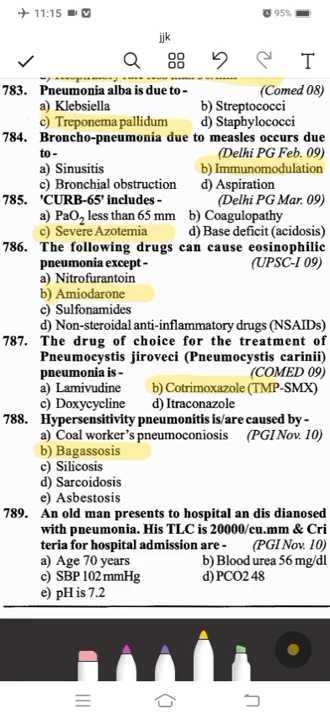 11:15
95%
jjk
T
783. Pneumonia alba is due to - (Comed 08)
a) Klebsiella b) Streptococci
c) Treponema pallidum d) Staphylococci
784. Broncho-pneumonia due to measles occurs due
to - (Delhi PG Feb. 09)
a) Sinusitis b) Immunomodulation
c) Bronchial obstruction d) Aspiration
785. 'CURB-65' includes - (Delhi PG Mar. 09)
a) PaO2 less than 65 mm b) Coagulopathy
c) Severe Azotemia d) Base deficit (acidosis)
786. The following drugs can cause eosinophilic
pneumonia except - (UPSC-I 09)
a) Nitrofurantoin
b) Amiodarone
c) Sulfonamides
d) Non-steroidal anti-inflammatory drugs (NSAIDs)
787. The drug of choice for the treatment of
Pneumocystis jiroveci (Pneumocystis carinii)
pneumonia is - (COMED 09)
a) Lamivudine b) Cotrimoxazole (TMP-SMX)
c) Doxycycline d) Itraconazole
788. Hypersensitivity pneumonitis is/are caused by -
a) Coal worker's pneumoconiosis (PGI Nov. 10)
b) Bagassosis
c) Silicosis
d) Sarcoidosis
e) Asbestosis
789. An old man presents to hospital an dis dianosed
with pneumonia. His TLC is 20000/cu.mm & Cri
teria for hospital admission are - (PGI Nov. 10)
a) Age 70 years b) Blood urea 56 mg/dl
c) SBP 102 mmHg d) PCO2 48
e) pH is 7.2